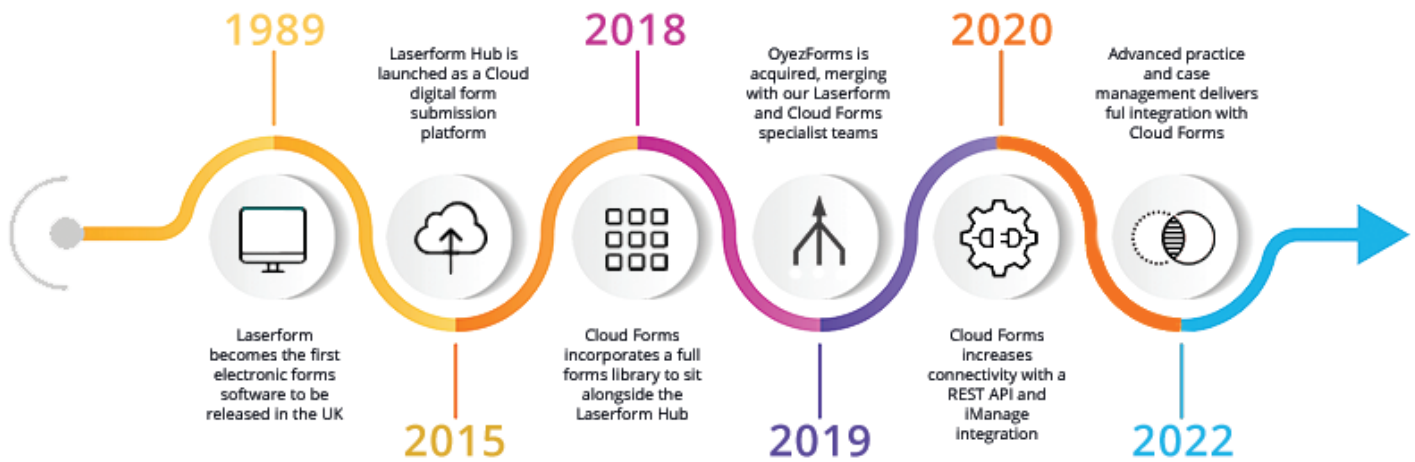 1989
Laserform
becomes the first
electronic forms
software to be
released in the UK
Laserform Hub is
launched as a Cloud
digital form
submission
platform
2015
2018
Cloud Forms
incorporates a full
forms library to sit
alongside the
Laserform Hub
OyezForms is
acquired, merging
with our Laserform
and Cloud Forms
specialist teams
2019
2020
Cloud Forms
increases
connectivity with a
REST API and
iManage
integration
Advanced practice
and case
management delivers
ful integration with
Cloud Forms
2022